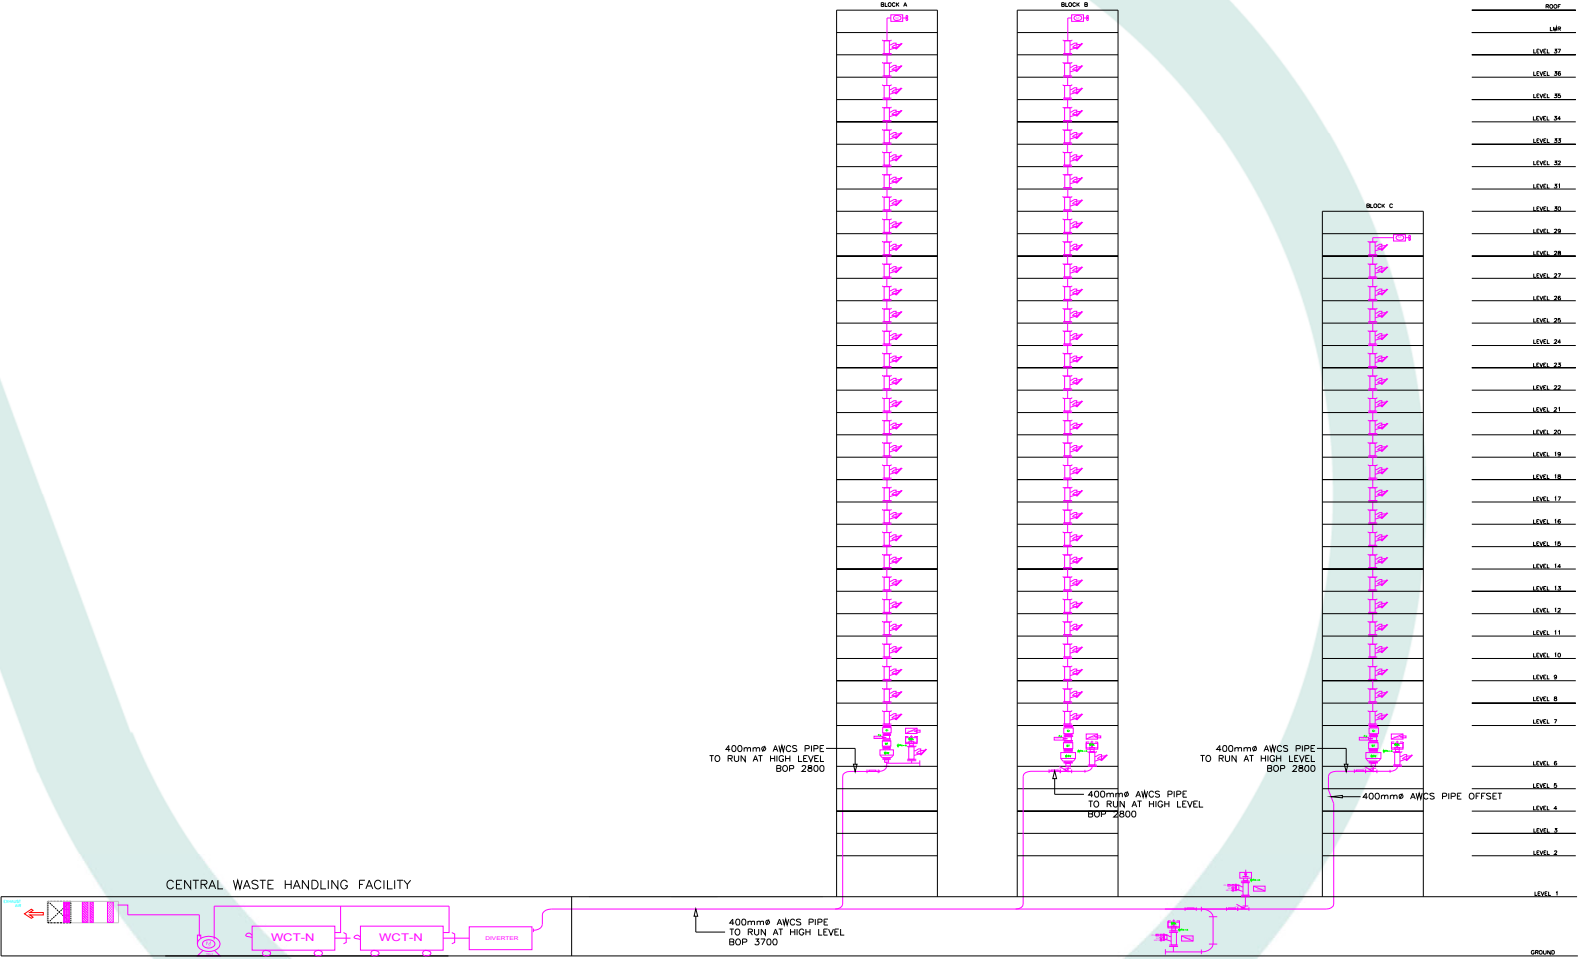 BLOCK A
BLOCK B
BLOCK C
ROOF
LMR
LEVEL 37
LEVEL 36
LEVEL 35
LEVEL 34
LEVEL 33
LEVEL 32
LEVEL 31
LEVEL 30
LEVEL 29
LEVEL 28
LEVEL 27
LEVEL 26
LEVEL 25
LEVEL 24
LEVEL 23
LEVEL 22
LEVEL 21
LEVEL 20
LEVEL 19
LEVEL 18
LEVEL 17
LEVEL 16
LEVEL 15
LEVEL 14
LEVEL 13
LEVEL 12
LEVEL 11
LEVEL 10
LEVEL 9
LEVEL 8
LEVEL 7
LEVEL 6
LEVEL 5
LEVEL 4
LEVEL 3
LEVEL 2
LEVEL 1
GROUND
400mmø AWCS PIPE
TO RUN AT HIGH LEVEL
BOP 2800
400mmø AWCS PIPE
TO RUN AT HIGH LEVEL
BOP 2800
400mmø AWCS PIPE
TO RUN AT HIGH LEVEL
BOP 2800
400mmø AWCS PIPE OFFSET
CENTRAL WASTE HANDLING FACILITY
WCT-N
WCT-N
DIVERTER
400mmø AWCS PIPE
TO RUN AT HIGH LEVEL
BOP 3700